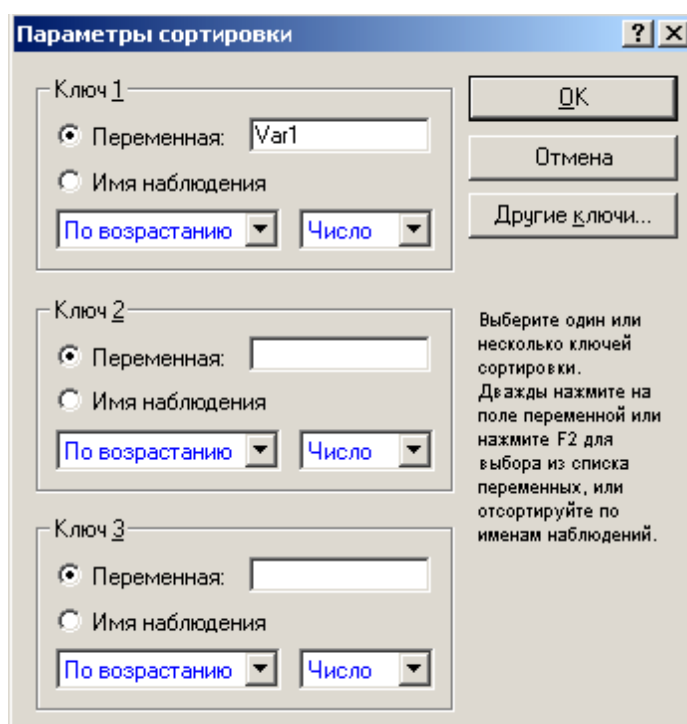 Параметры сортировки
Ключ 1
Переменная: Var1
Имя наблюдения
По возрастанию Число
Ключ 2
Переменная:
Имя наблюдения
По возрастанию Число
Ключ 3
Переменная:
Имя наблюдения
По возрастанию Число
OK
Отмена
Другие ключи...
Выберите один или
несколько ключей
сортировки.
Дважды нажмите на
поле переменной или
нажмите F2 для
выбора из списка
переменных, или
отсортируйте по
именам наблюдений.